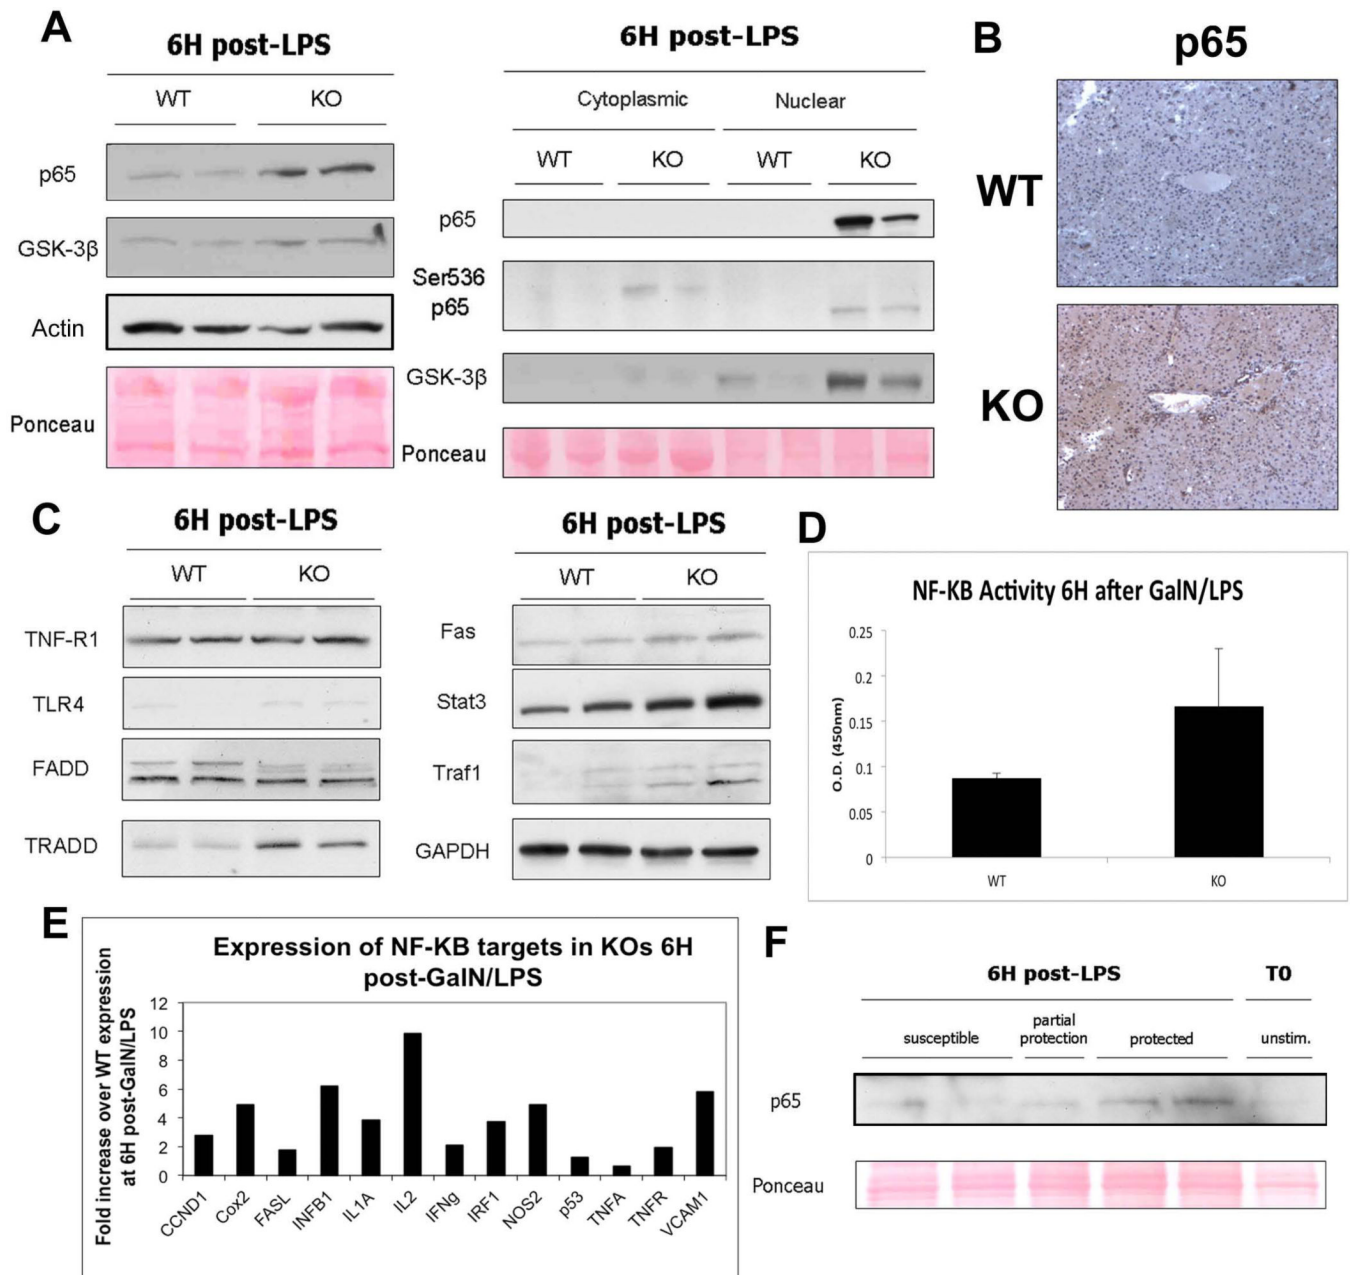 A
6H post-LPS
WT KO
p65
GSK-3β
Actin
Ponceau
6H post-LPS
Cytoplasmic Nuclear
WT KO WT KO
p65
Ser536
p65
GSK-3β
Ponceau
B
p65
WT
KO
C
6H post-LPS
WT KO
TNF-R1
TLR4
FADD
TRADD
6H post-LPS
WT KO
Fas
Stat3
Traf1
GAPDH
D
NF-KB Activity 6H after GalN/LPS
O.D. (450nm)
0.25
0.2
0.15
0.1
0.05
0
WT KO
E
Expression of NF-KB targets in KOs 6H
post-GalN/LPS
Fold increase over WT expression
at 6H post-GalN/LPS
12
10
8
6
4
2
0
CCND1 Cox2 FASL INFB1 IL1A IL2 IFNg IRF1 NOS2 p53 TNFA TNFR VCAM1
F
6H post-LPS T0
susceptible partial protection protected unstim.
p65
Ponceau